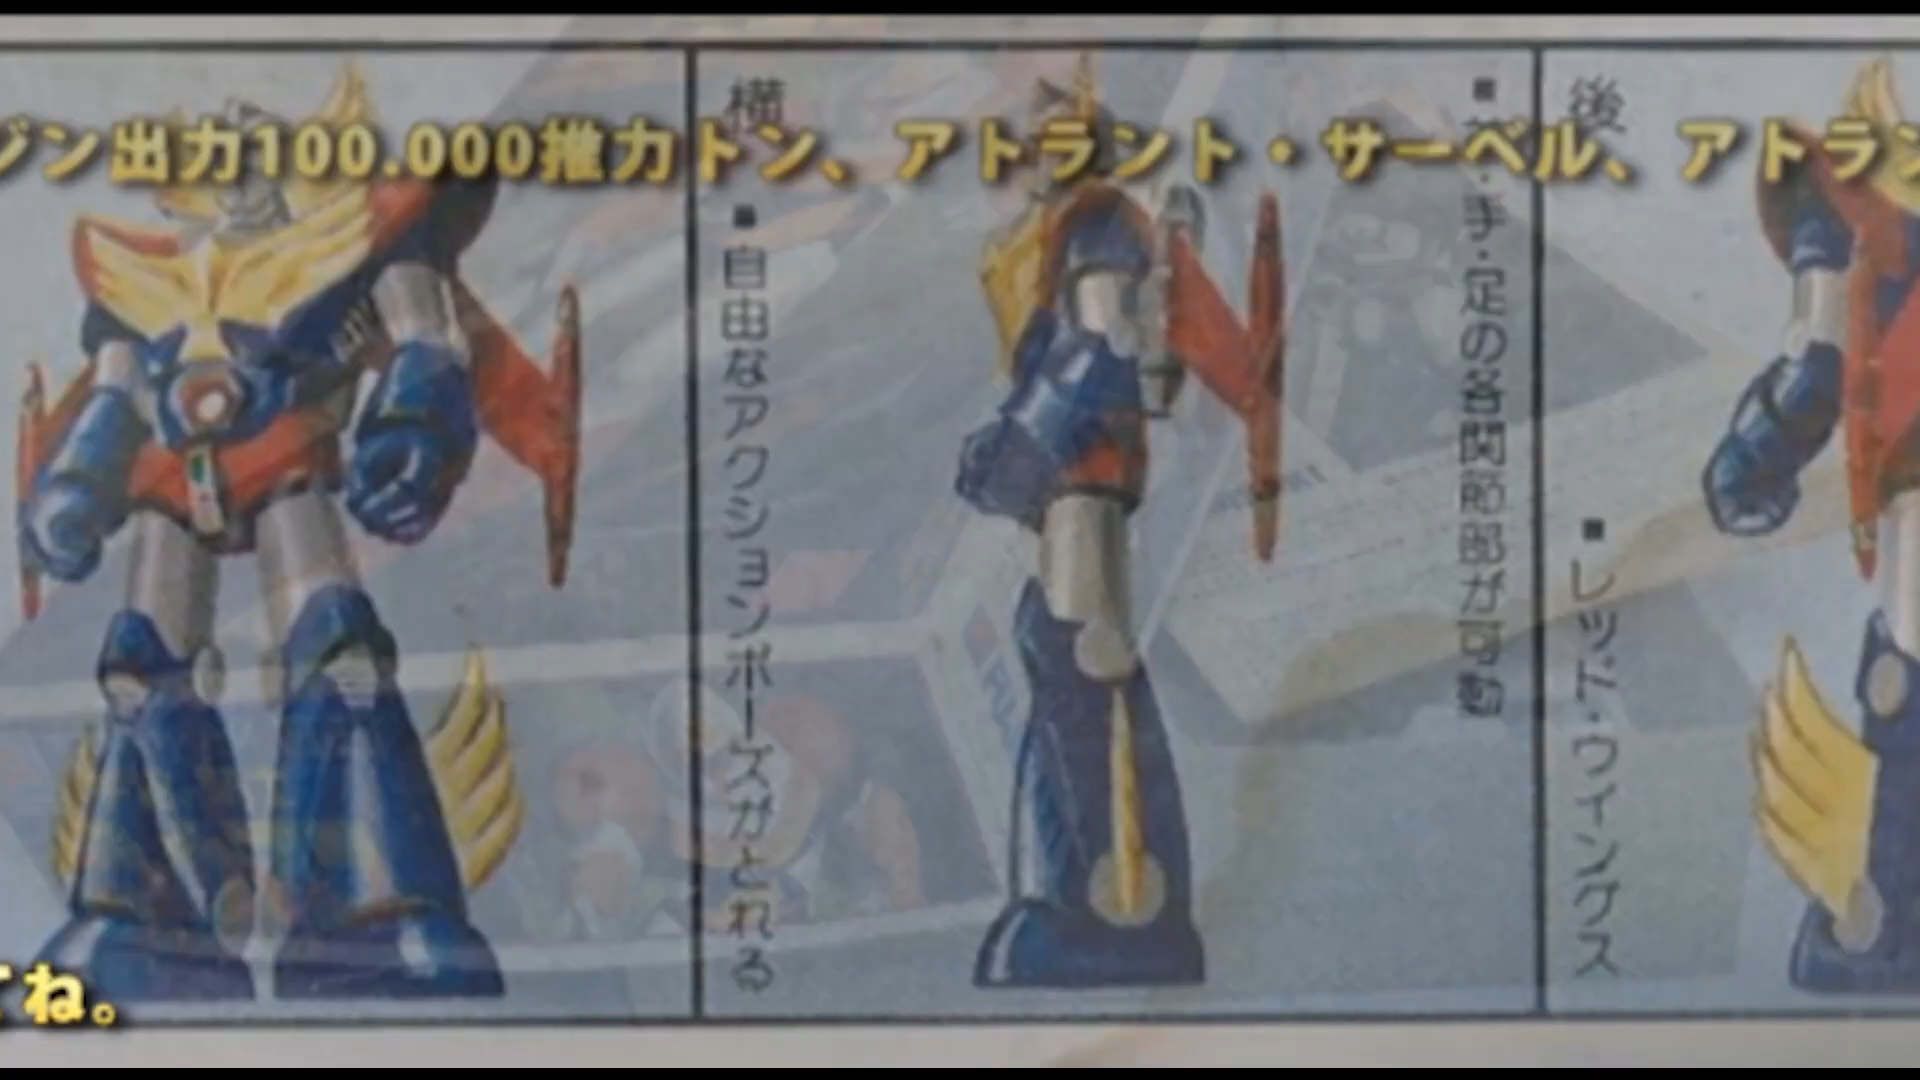 ジン出力100.000推力トン、アトラント・サーベル、アトラン
横
■自由なアクションポーズがとれる
手・足の各関節部が可動
後
■レッド・ウイングス
てね。